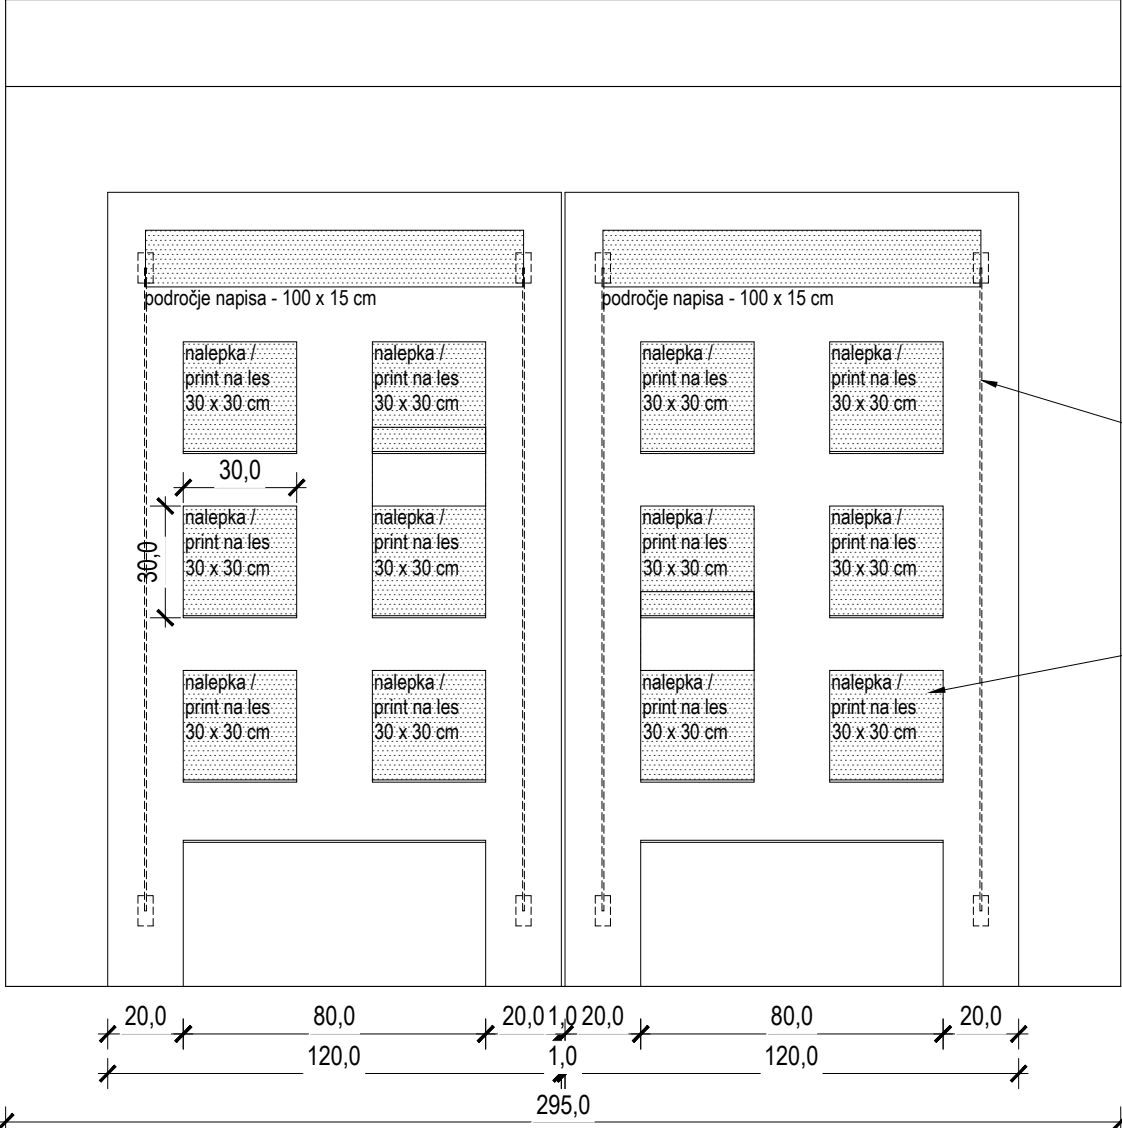 področje napisa - 100 x 15 cm
področje napisa - 100 x 15 cm
nalepka /
print na les
30 x 30 cm
nalepka /
print na les
30 x 30 cm
nalepka /
print na les
30 x 30 cm
nalepka /
print na les
30 x 30 cm
30,0
30,0
nalepka /
print na les
30 x 30 cm
nalepka /
print na les
30 x 30 cm
nalepka /
print na les
30 x 30 cm
nalepka /
print na les
30 x 30 cm
nalepka /
print na les
30 x 30 cm
nalepka /
print na les
30 x 30 cm
nalepka /
print na les
30 x 30 cm
nalepka /
print na les
30 x 30 cm
20,0 80,0 20,0 1,0 20,0 80,0 20,0
120,0 1,0 120,0
295,0